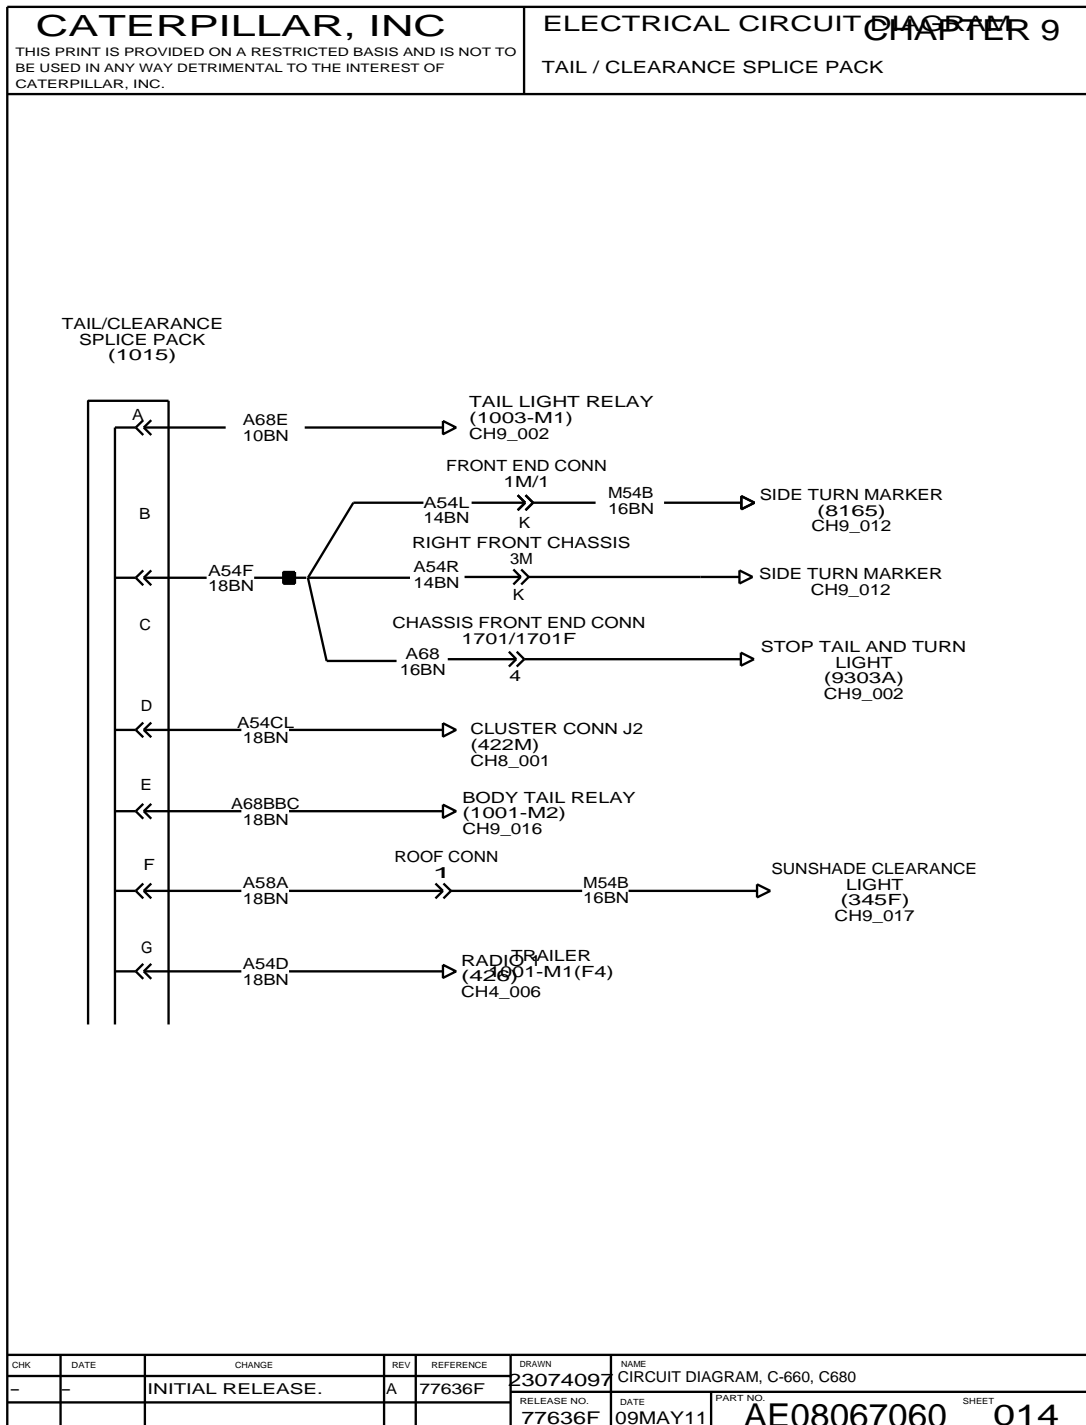 CATERPILLAR, INC
THIS PRINT IS PROVIDED ON A RESTRICTED BASIS AND IS NOT TO
BE USED IN ANY WAY DETRIMENTAL TO THE INTEREST OF
CATERPILLAR, INC.
ELECTRICAL CIRCUIT DIAGRAM
CHAPTER 9
TAIL / CLEARANCE SPLICE PACK
TAIL/CLEARANCE
SPLICE PACK
(1015)
A
A68E
10BN
TAIL LIGHT RELAY
(1003-M1)
CH9_002
FRONT END CONN
1M/1
B
A54L
14BN
K
M54B
16BN
SIDE TURN MARKER
(8165)
CH9_012
RIGHT FRONT CHASSIS
3M
A54F
18BN
A54R
14BN
K
SIDE TURN MARKER
CH9_012
C
CHASSIS FRONT END CONN
1701/1701F
A68
16BN
4
STOP TAIL AND TURN
LIGHT
(9303A)
CH9_002
D
A54CL
18BN
CLUSTER CONN J2
(422M)
CH8_001
E
A68BBC
18BN
BODY TAIL RELAY
(1001-M2)
CH9_016
F
ROOF CONN
1
A58A
18BN
M54B
16BN
SUNSHADE CLEARANCE
LIGHT
(345F)
CH9_017
G
A54D
18BN
RADIO 1
(426)
CH4_006
TRAILER
1001-M1(F4)
CHK DATE CHANGE REV REFERENCE
- - INITIAL RELEASE. A 77636F
DRAWN
23074097
NAME
CIRCUIT DIAGRAM, C-660, C680
RELEASE NO.
77636F
DATE
09MAY11
PART NO.
AE08067060
SHEET
014